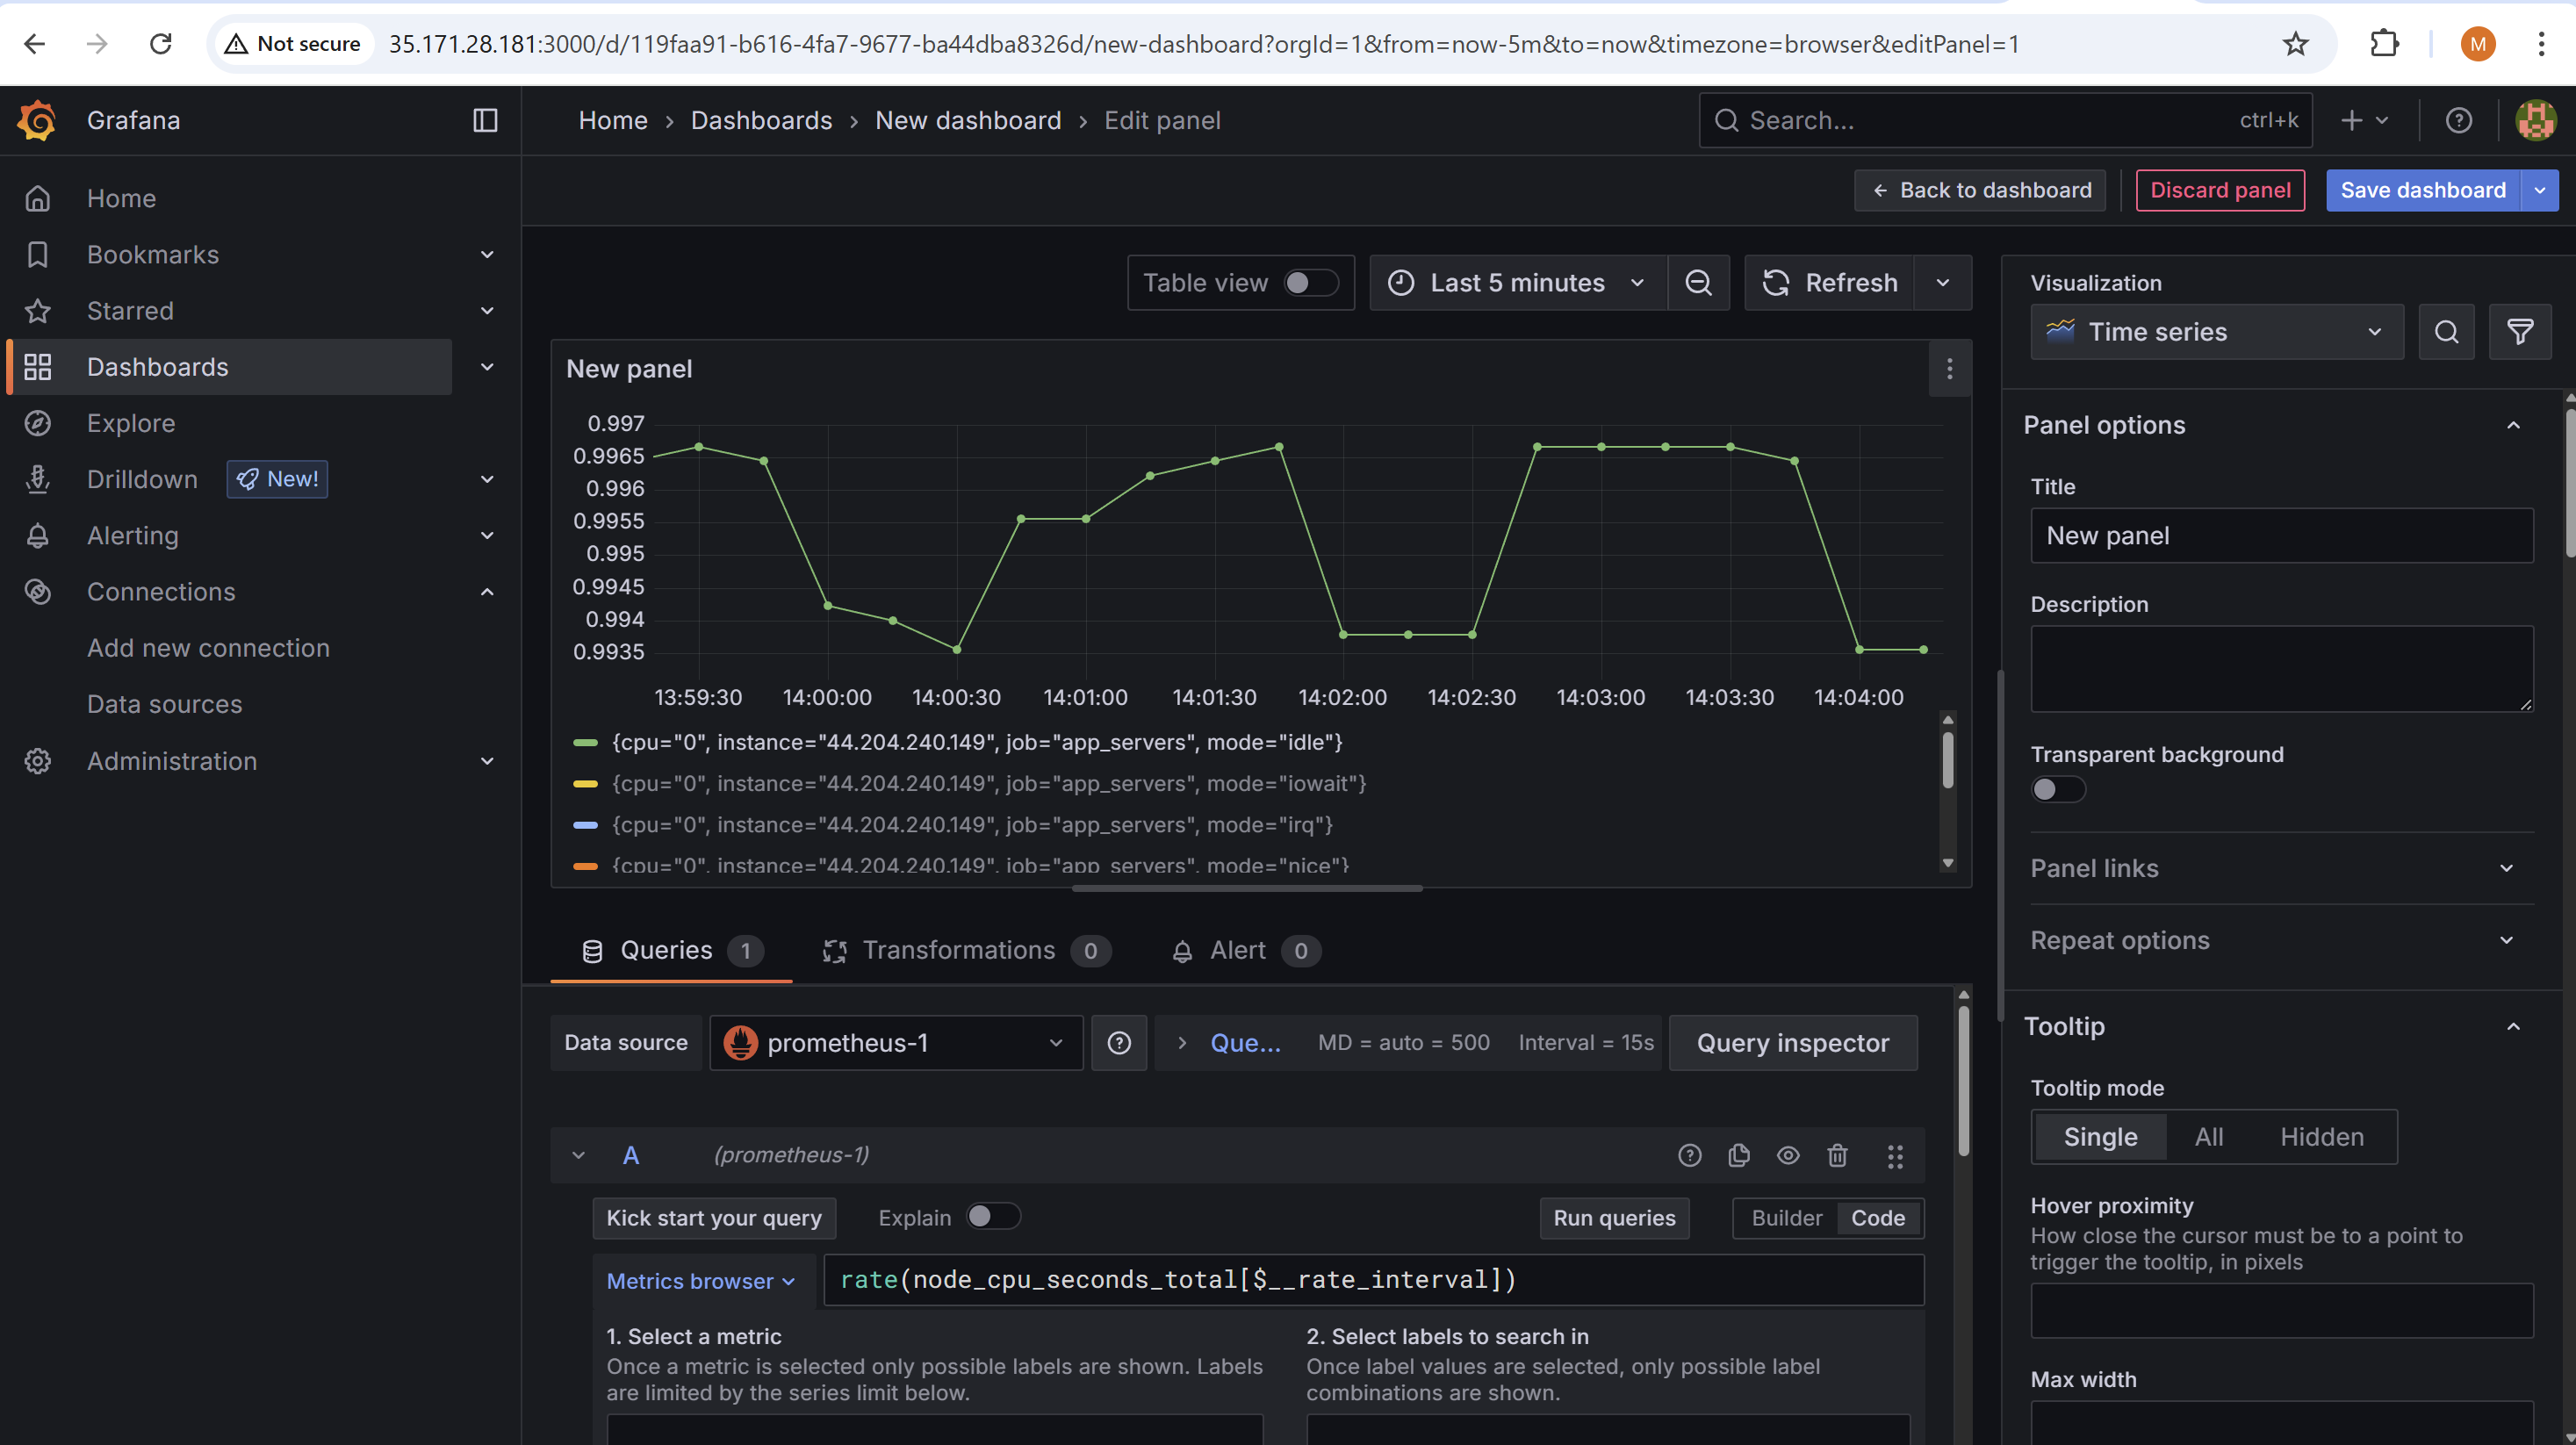 Not secure
35.171.28.181:3000/d/119faa91-b616-4fa7-9677-ba44dba8326d/new-dashboard?orgId=1&from=now-5m&to=now&timezone=browser&editPanel=1
M
Grafana
Home › Dashboards › New dashboard › Edit panel
Search...
ctrl+k
Back to dashboard
Discard panel
Save dashboard
Home
Bookmarks
Starred
Dashboards
Explore
Drilldown
New!
Alerting
Connections
Add new connection
Data sources
Administration
Table view
Last 5 minutes
Refresh
New panel
0.997
0.9965
0.996
0.9955
0.995
0.9945
0.994
0.9935
13:59:30 14:00:00 14:00:30 14:01:00 14:01:30 14:02:00 14:02:30 14:03:00 14:03:30 14:04:00
{cpu="0", instance="44.204.240.149", job="app_servers", mode="idle"}
{cpu="0", instance="44.204.240.149", job="app_servers", mode="iowait"}
{cpu="0", instance="44.204.240.149", job="app_servers", mode="irq"}
{cpu="0", instance="44.204.240.149", job="app_servers", mode="nice"}
Queries 1
Transformations 0
Alert 0
Data source
prometheus-1
Que...
MD = auto = 500
Interval = 15s
Query inspector
A
(prometheus-1)
Kick start your query
Explain
Run queries
Builder
Code
Metrics browser
rate(node_cpu_seconds_total[$__rate_interval])
1. Select a metric
Once a metric is selected only possible labels are shown. Labels
are limited by the series limit below.
2. Select labels to search in
Once label values are selected, only possible label
combinations are shown.
Visualization
Time series
Panel options
Title
New panel
Description
Transparent background
Panel links
Repeat options
Tooltip
Tooltip mode
Single
All
Hidden
Hover proximity
How close the cursor must be to a point to
trigger the tooltip, in pixels
Max width